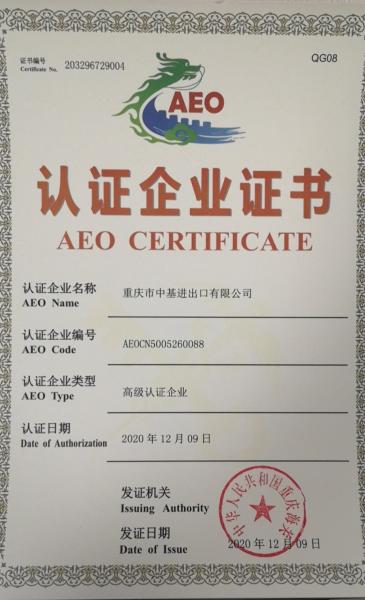 证书编号 203296729004 QG08
Certificate No.
AEO
认证企业证书
AEO CERTIFICATE
认证企业名称 重庆市中基进出口有限公司
AEO Name
认证企业编号 AEOCN5005260088
AEO Code
认证企业类型 高级认证企业
AEO Type
认证日期 2020 年 12 月 09 日
Date of Authorization
发证机关
Issuing Authority
中华人民共和国重庆海关
发证日期
Date of Issue 2020 年 12 月 09 日